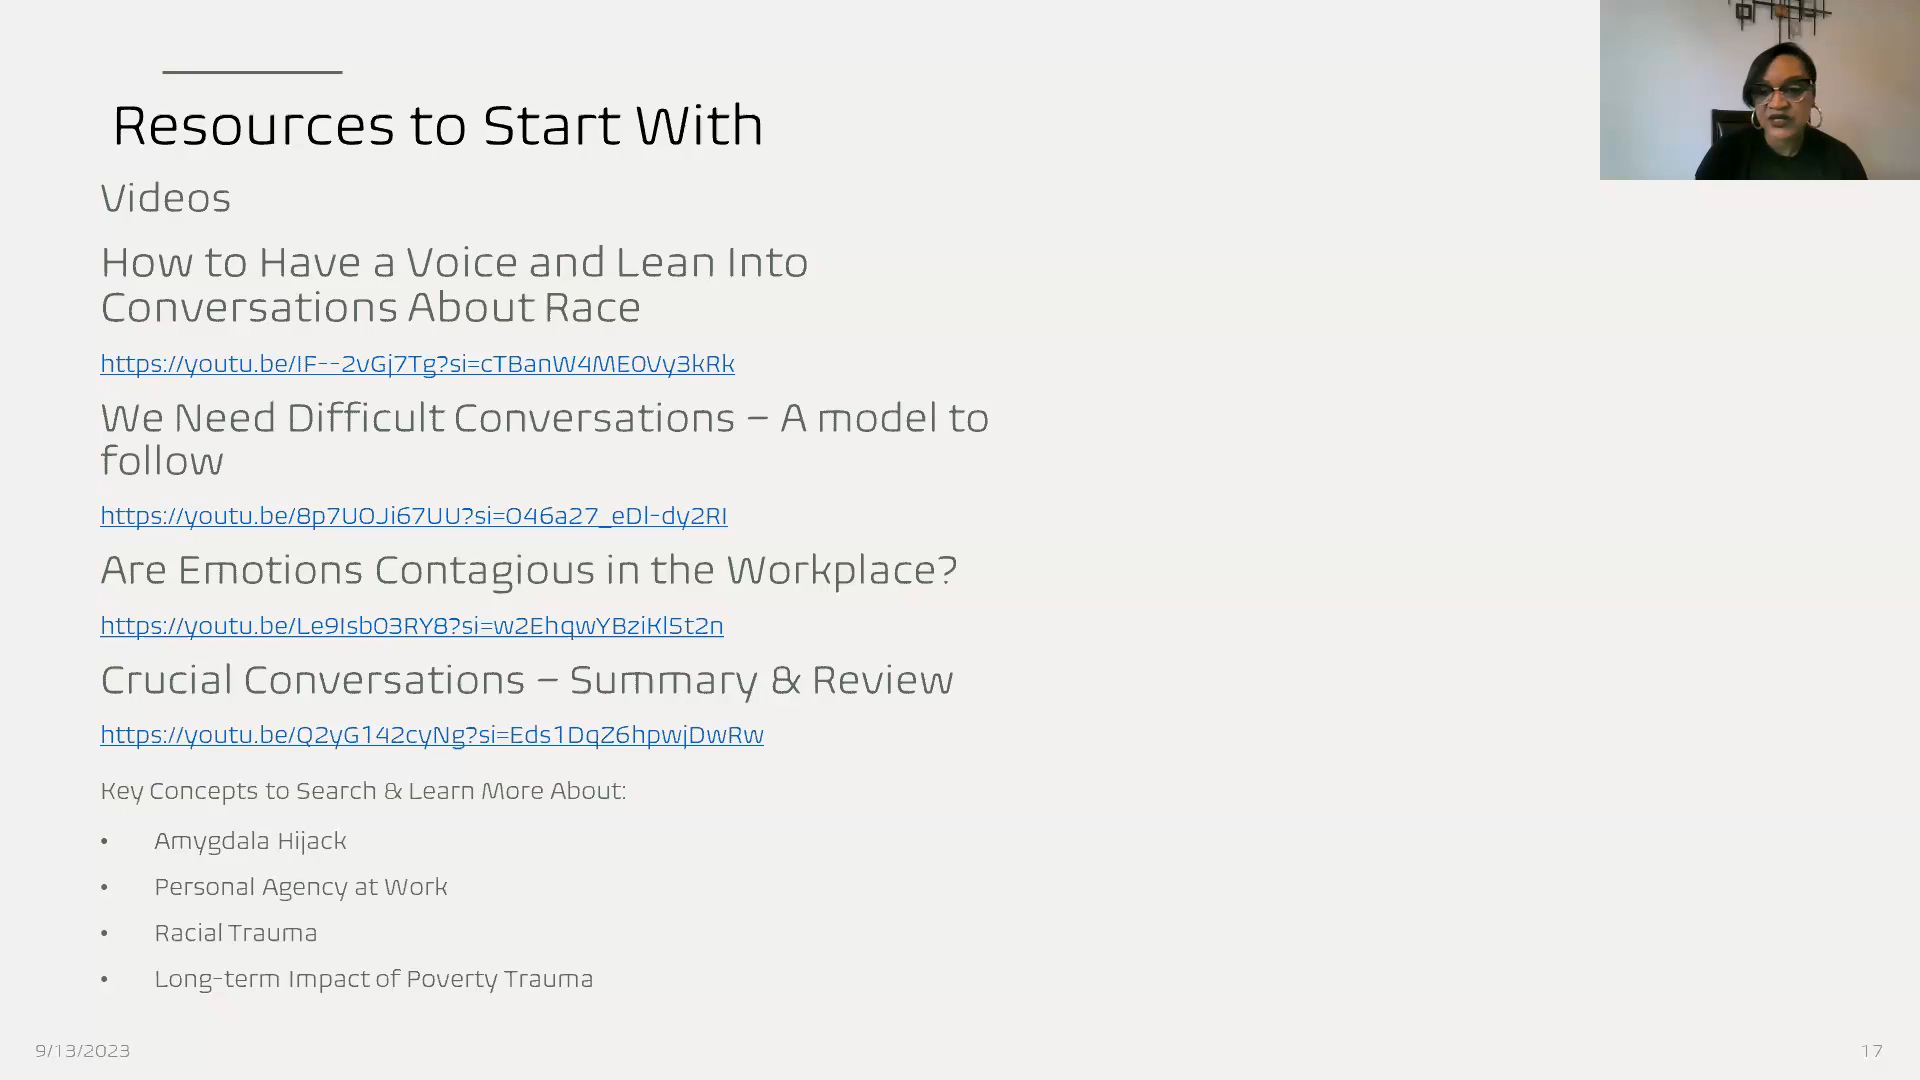 Resources to Start With
Videos
How to Have a Voice and Lean Into
Conversations About Race
https://youtu.be/IF--2vGj7Tg?si=cTBanW4ME0Vy3kRk
We Need Difficult Conversations – A model to
follow
https://youtu.be/8p7UOJi67UU?si=O46a27_eDl-dy2RI
Are Emotions Contagious in the Workplace?
https://youtu.be/Le9Isb03RY8?si=w2EhqwYBziKl5t2n
Crucial Conversations – Summary & Review
https://youtu.be/Q2yG142cyNg?si=Eds1DqZ6hpwjDwRw
Key Concepts to Search & Learn More About:
• Amygdala Hijack
• Personal Agency at Work
• Racial Trauma
• Long-term Impact of Poverty Trauma
9/13/2023
17